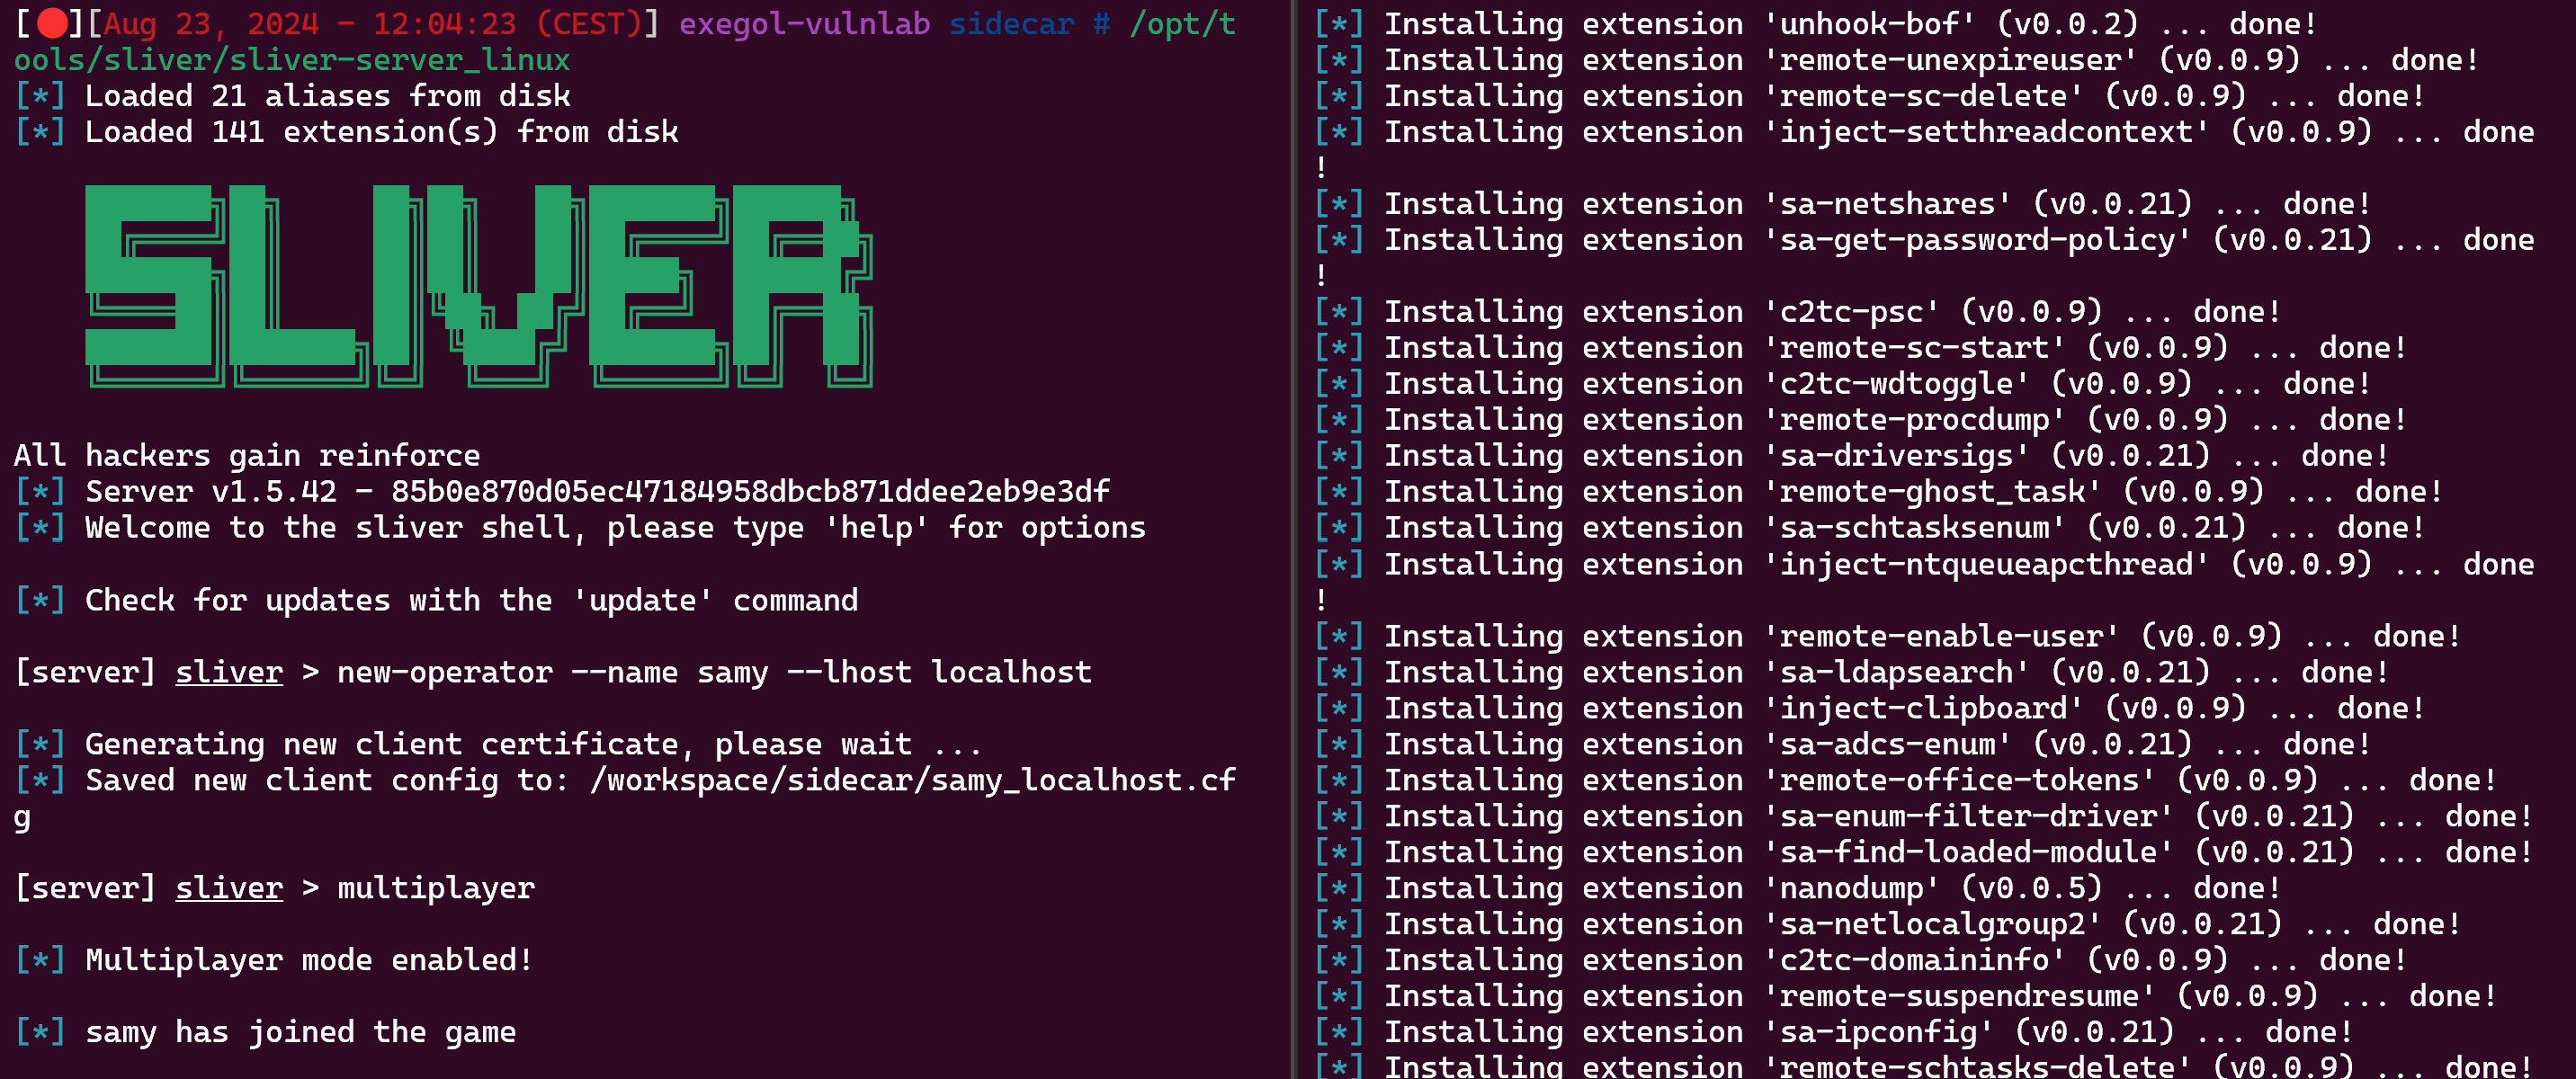 [🔴][Aug 23, 2024 - 12:04:23 (CEST)] exegol-vulnlab sidecar # /opt/t
ools/sliver/sliver-server_linux
[*] Loaded 21 aliases from disk
[*] Loaded 141 extension(s) from disk
SLIVER
All hackers gain reinforce
[*] Server v1.5.42 - 85b0e870d05ec47184958dbcb871ddee2eb9e3df
[*] Welcome to the sliver shell, please type 'help' for options
[*] Check for updates with the 'update' command
[server] sliver > new-operator --name samy --lhost localhost
[*] Generating new client certificate, please wait ...
[*] Saved new client config to: /workspace/sidecar/samy_localhost.cf
g
[server] sliver > multiplayer
[*] Multiplayer mode enabled!
[*] samy has joined the game
[*] Installing extension 'unhook-bof' (v0.0.2) ... done!
[*] Installing extension 'remote-unexpireuser' (v0.0.9) ... done!
[*] Installing extension 'remote-sc-delete' (v0.0.9) ... done!
[*] Installing extension 'inject-setthreadcontext' (v0.0.9) ... done
!
[*] Installing extension 'sa-netshares' (v0.0.21) ... done!
[*] Installing extension 'sa-get-password-policy' (v0.0.21) ... done
!
[*] Installing extension 'c2tc-psc' (v0.0.9) ... done!
[*] Installing extension 'remote-sc-start' (v0.0.9) ... done!
[*] Installing extension 'c2tc-wdtoggle' (v0.0.9) ... done!
[*] Installing extension 'remote-procdump' (v0.0.9) ... done!
[*] Installing extension 'sa-driversigs' (v0.0.21) ... done!
[*] Installing extension 'remote-ghost_task' (v0.0.9) ... done!
[*] Installing extension 'sa-schtasksenum' (v0.0.21) ... done!
[*] Installing extension 'inject-ntqueueapcthread' (v0.0.9) ... done
!
[*] Installing extension 'remote-enable-user' (v0.0.9) ... done!
[*] Installing extension 'sa-ldapsearch' (v0.0.21) ... done!
[*] Installing extension 'inject-clipboard' (v0.0.9) ... done!
[*] Installing extension 'sa-adcs-enum' (v0.0.21) ... done!
[*] Installing extension 'remote-office-tokens' (v0.0.9) ... done!
[*] Installing extension 'sa-enum-filter-driver' (v0.0.21) ... done!
[*] Installing extension 'sa-find-loaded-module' (v0.0.21) ... done!
[*] Installing extension 'nanodump' (v0.0.5) ... done!
[*] Installing extension 'sa-netlocalgroup2' (v0.0.21) ... done!
[*] Installing extension 'c2tc-domaininfo' (v0.0.9) ... done!
[*] Installing extension 'remote-suspendresume' (v0.0.9) ... done!
[*] Installing extension 'sa-ipconfig' (v0.0.21) ... done!
[*] Installing extension 'remote-schtasks-delete' (v0.0.9) ... done!